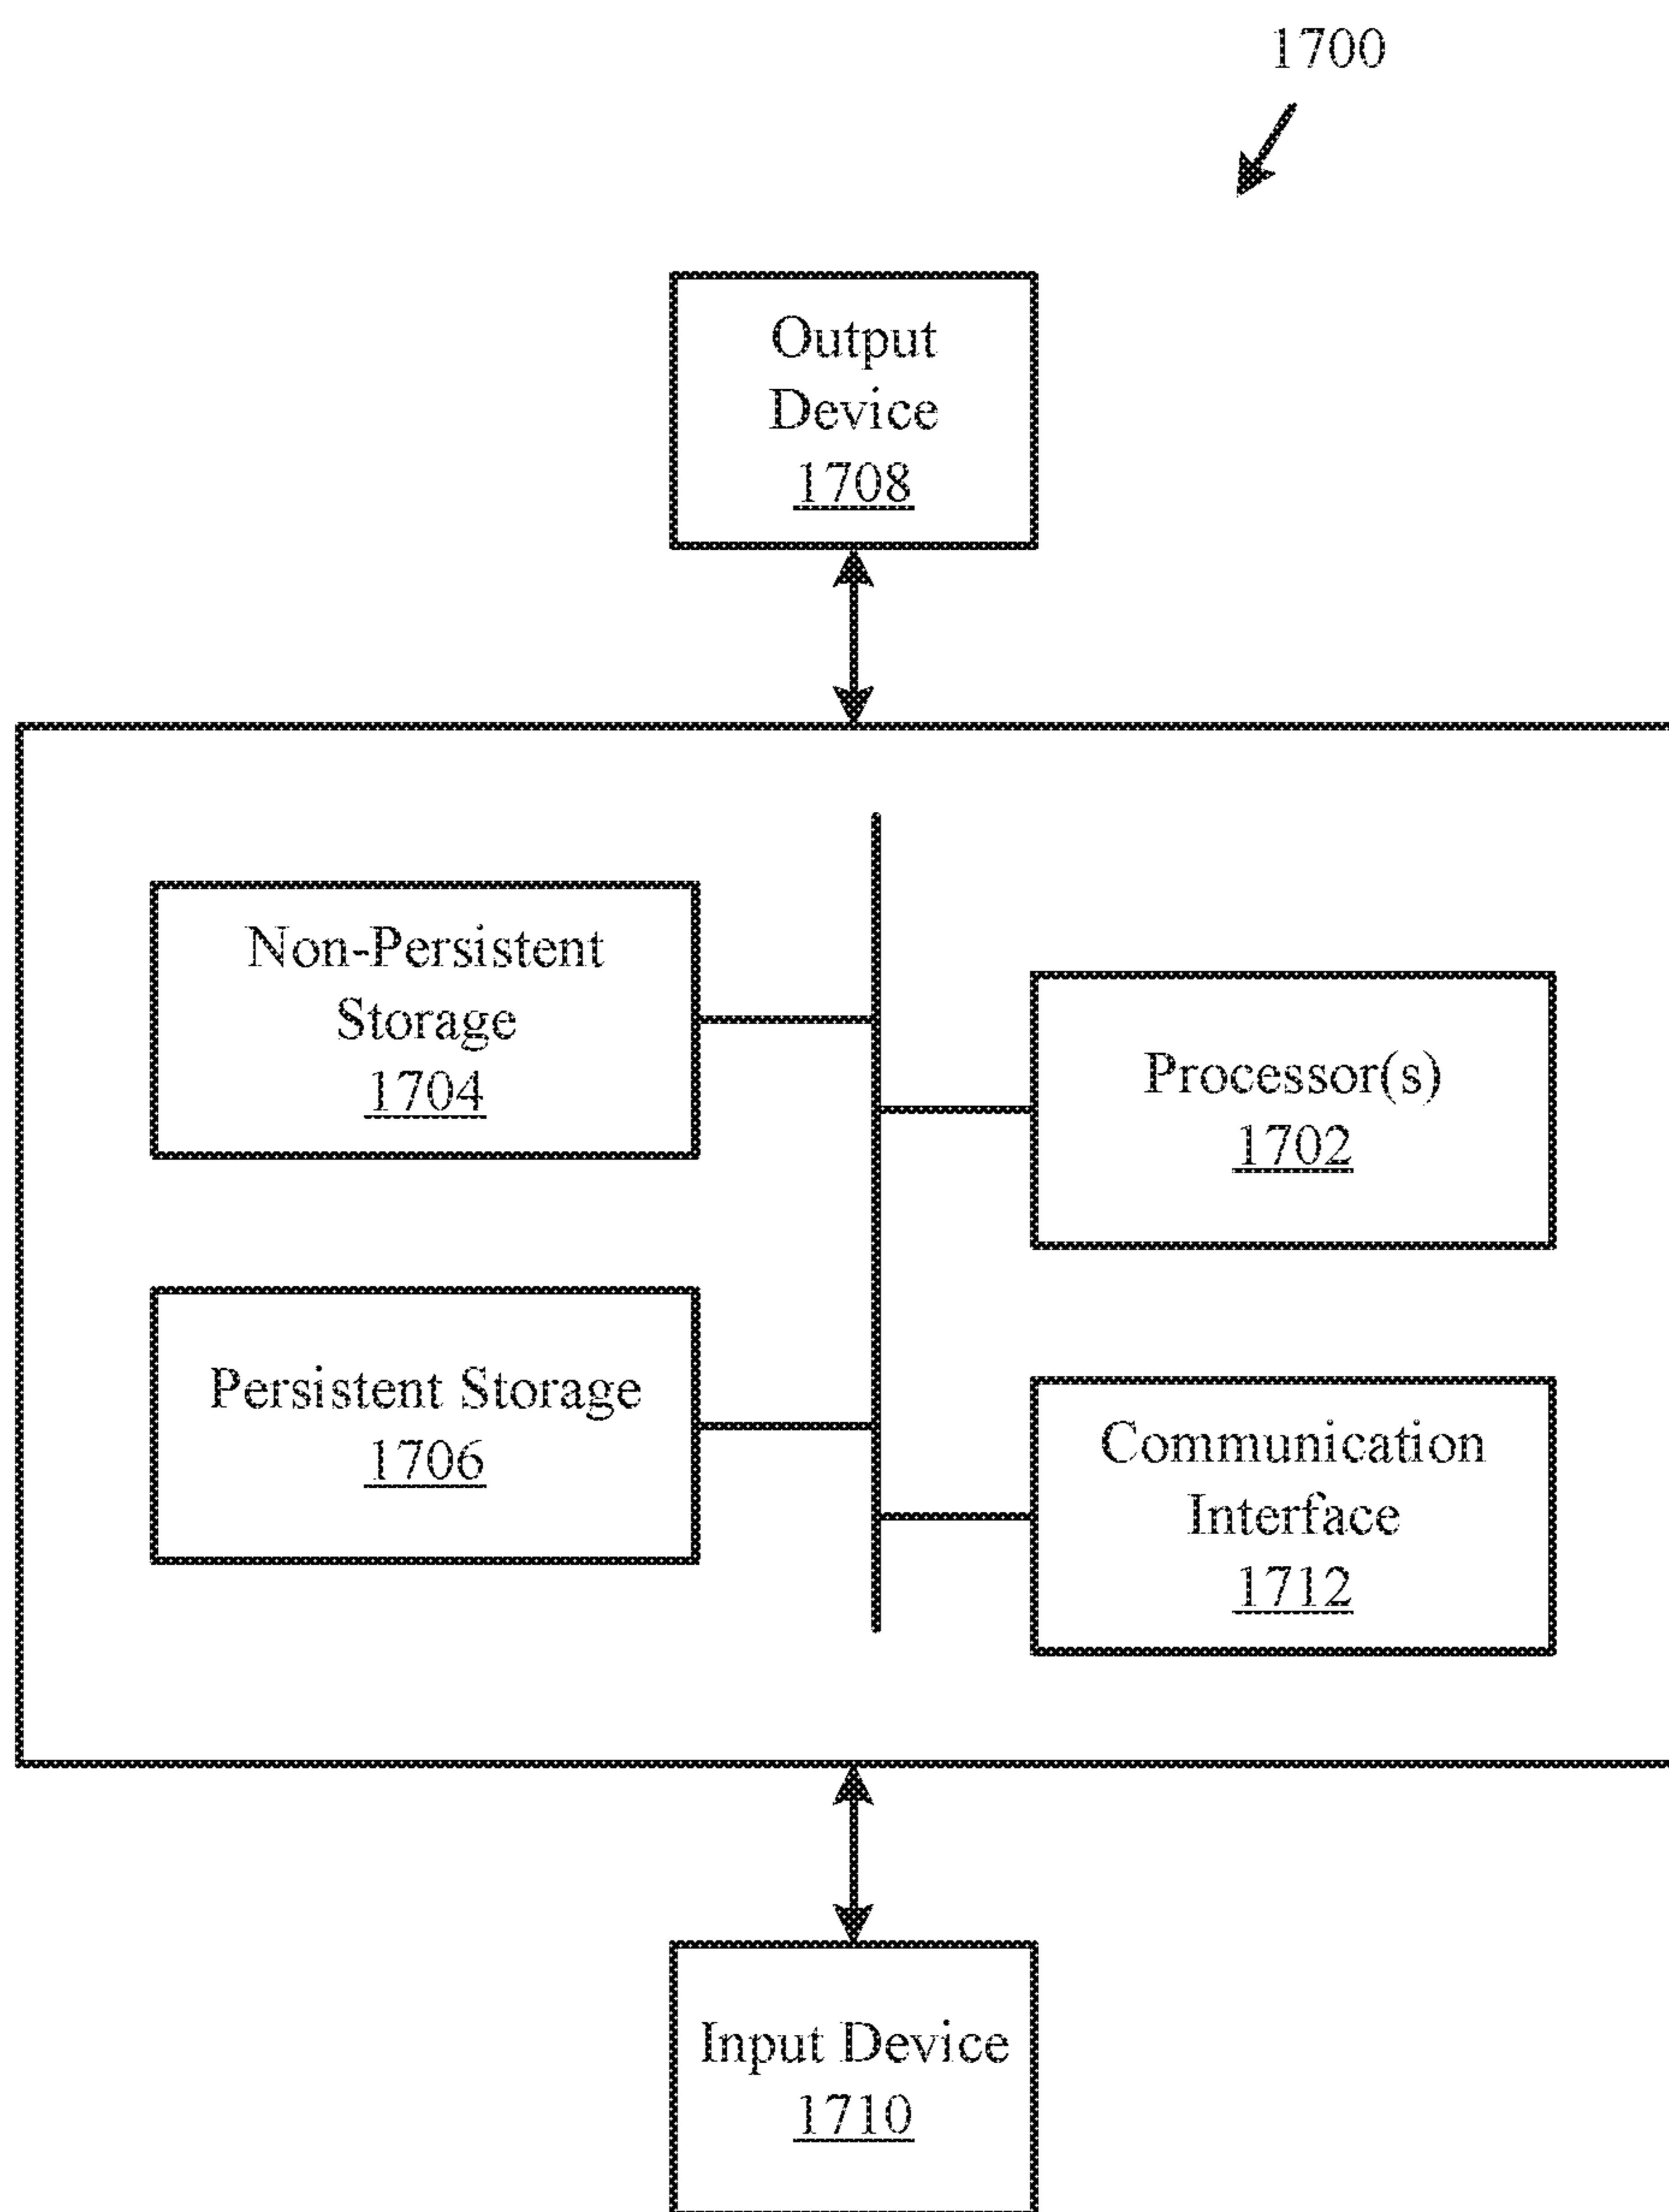 1700
Output
Device
1708
Non-Persistent
Storage
1704
Processor(s)
1702
Persistent Storage
1706
Communication
Interface
1712
Input Device
1710